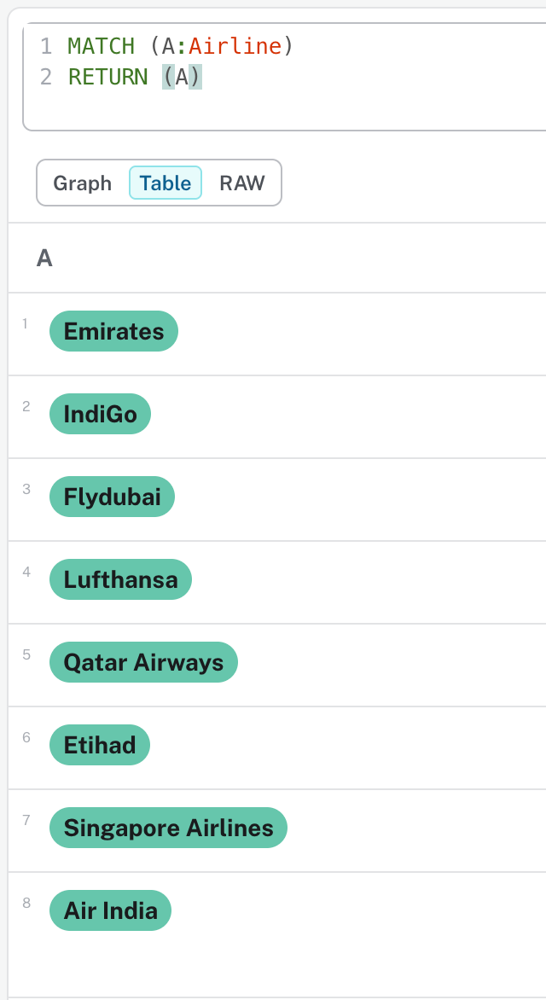 1 MATCH (A:Airline)
2 RETURN (A)
Graph Table RAW
A
1 Emirates
2 IndiGo
3 Flydubai
4 Lufthansa
5 Qatar Airways
6 Etihad
7 Singapore Airlines
8 Air India